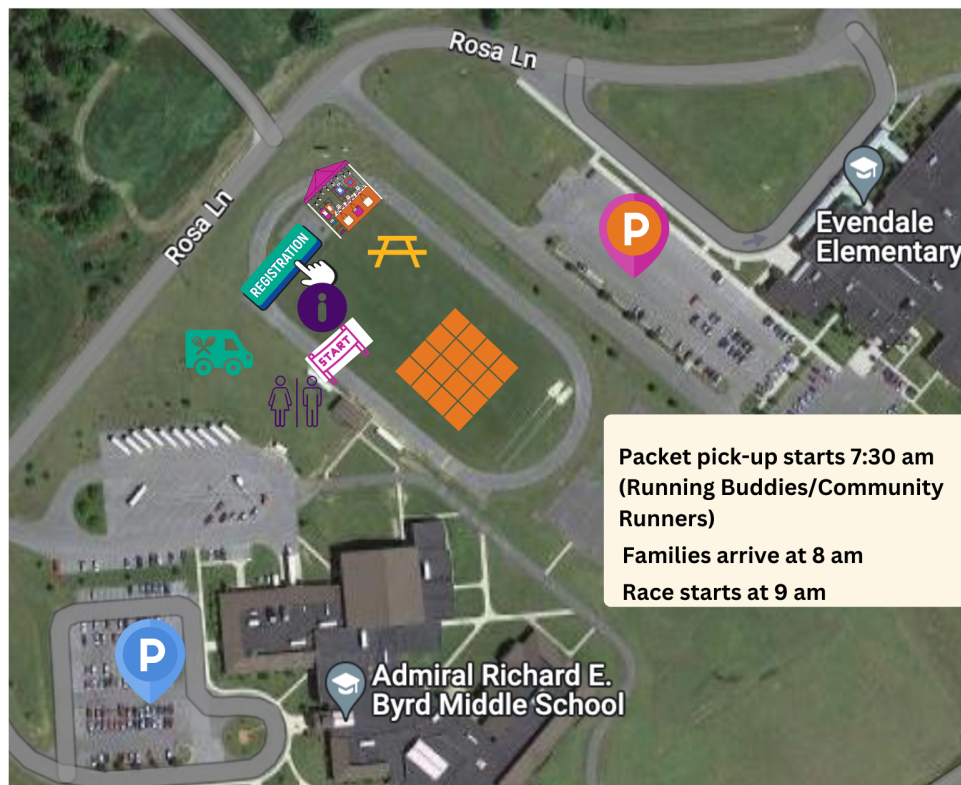 Rosa Ln
Rosa Ln
P
Evendale
Elementary
REGISTRATION
i
START
Packet pick-up starts 7:30 am
(Running Buddies/Community
Runners)
Families arrive at 8 am
Race starts at 9 am
P
Admiral Richard E.
Byrd Middle School